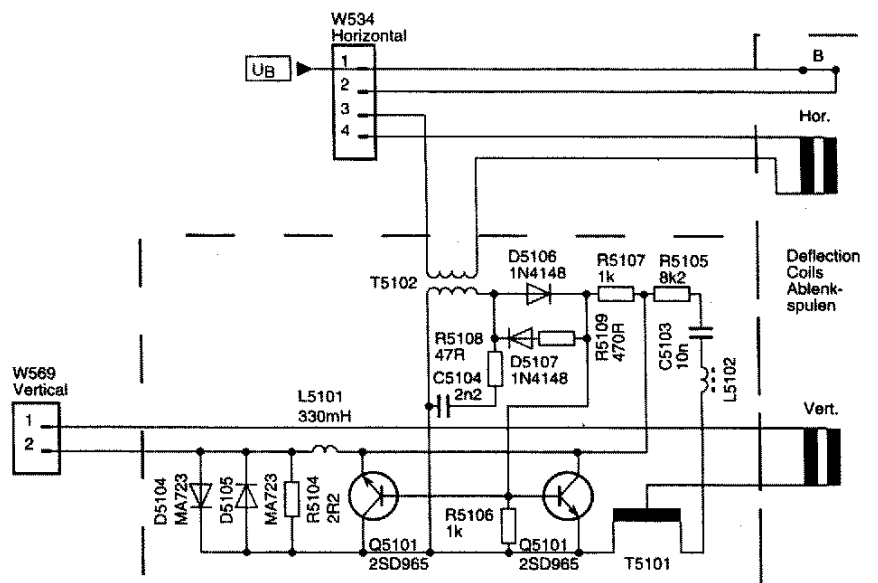 W534
Horizontal
UB
1
2
3
4
B
Hor.
Deflection
Coils
Ablenk-
spulen
D5106
1N4148
R5107
1k
R5105
8k2
T5102
R5108
47R
D5107
1N4148
R5109
470R
C5103
10n
L5102
C5104
2n2
W569
Vertical
1
2
L5101
330mH
Vert.
D5104
MA723
D5105
MA723
R5104
2R2
R5106
1k
Q5101
2SD965
Q5101
2SD965
T5101